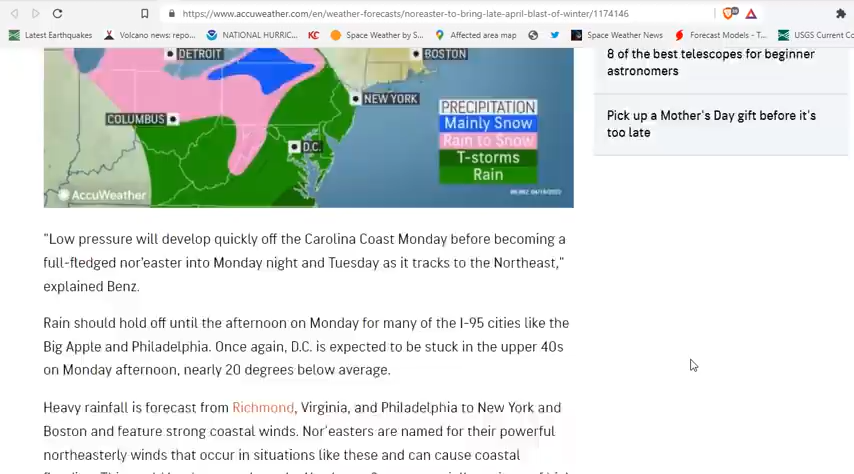 https://www.accuweather.com/en/weather-forecasts/noreaster-to-bring-late-april-blast-of-winter/1174146
Latest Earthquakes Volcano news: repo... NATIONAL HURRIC... KC Space Weather by S... Affected area map Space Weather News Forecast Models - T... USGS Current Co
DETROIT
BOSTON
NEW YORK
COLUMBUS
D.C.
PRECIPITATION
Mainly Snow
Rain to Snow
T-storms
Rain
AccuWeather
8 of the best telescopes for beginner
astronomers
Pick up a Mother's Day gift before it's
too late
"Low pressure will develop quickly off the Carolina Coast Monday before becoming a
full-fledged nor'easter into Monday night and Tuesday as it tracks to the Northeast,"
explained Benz.
Rain should hold off until the afternoon on Monday for many of the I-95 cities like the
Big Apple and Philadelphia. Once again, D.C. is expected to be stuck in the upper 40s
on Monday afternoon, nearly 20 degrees below average.
Heavy rainfall is forecast from Richmond, Virginia, and Philadelphia to New York and
Boston and feature strong coastal winds. Nor'easters are named for their powerful
northeasterly winds that occur in situations like these and can cause coastal